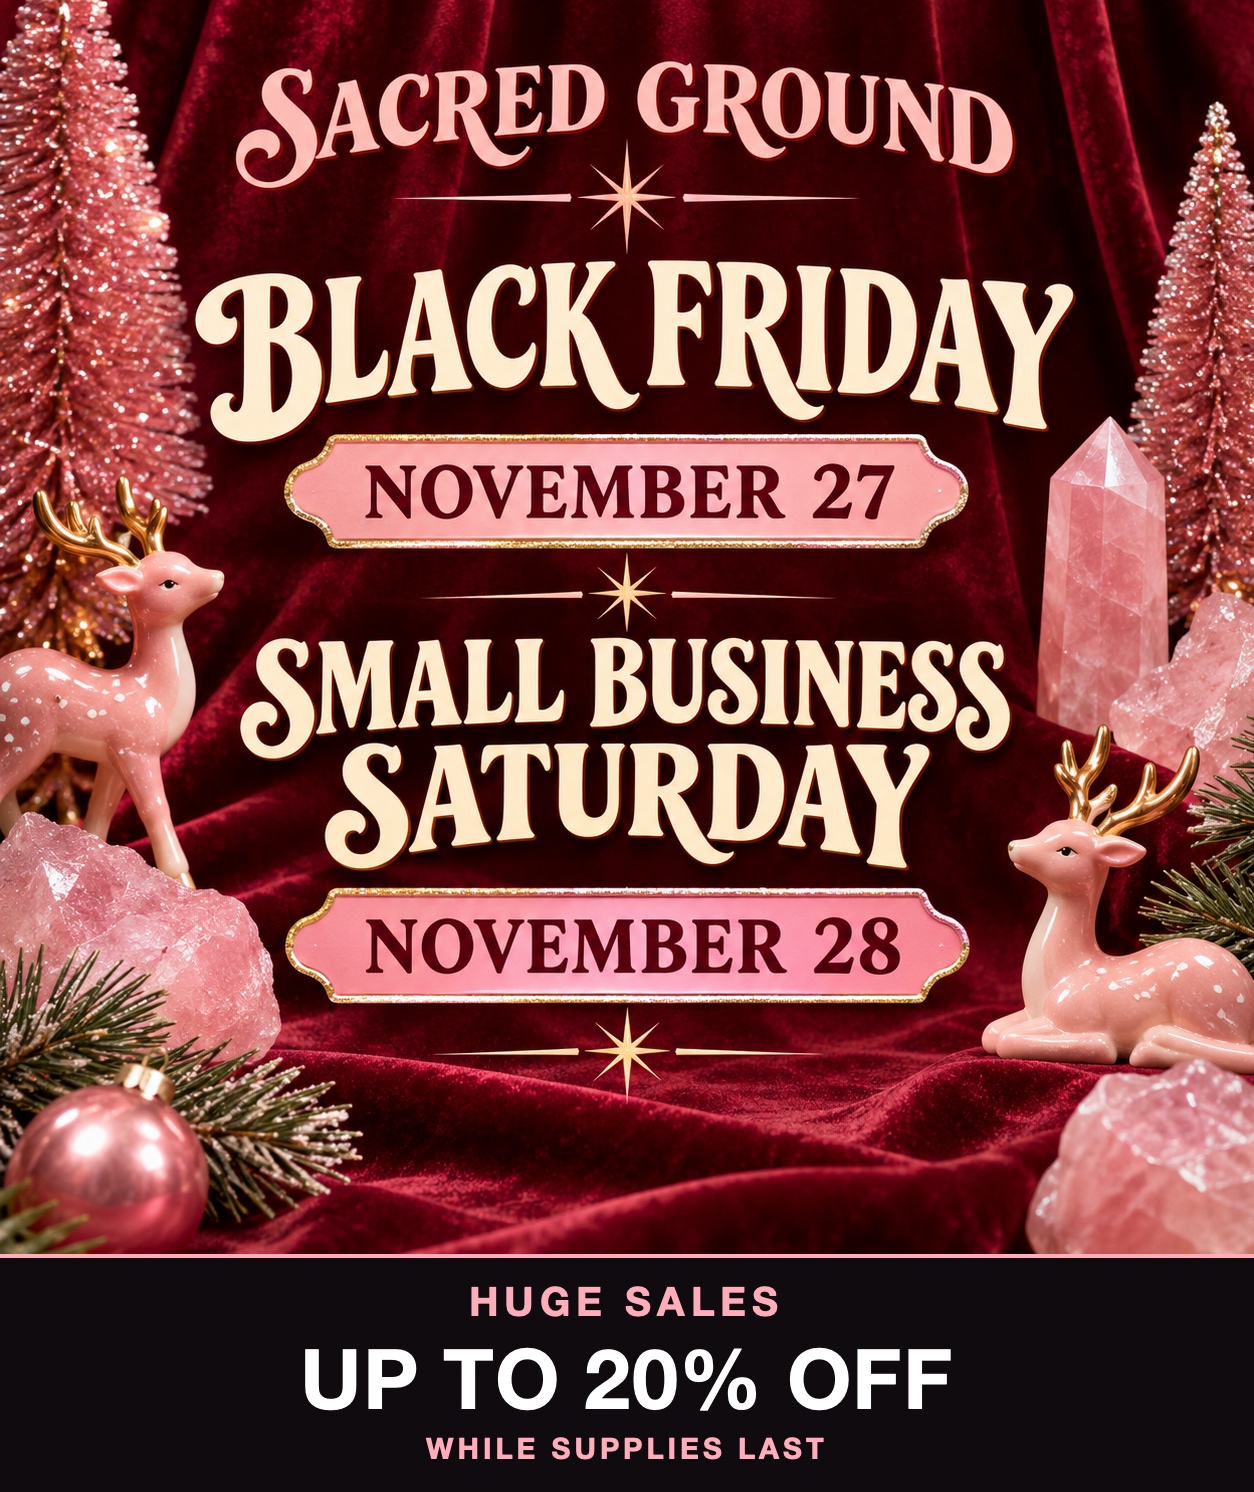 SACRED GROUND
BLACK FRIDAY
NOVEMBER 27
SMALL BUSINESS
SATURDAY
NOVEMBER 28
HUGE SALES
UP TO 20% OFF
WHILE SUPPLIES LAST